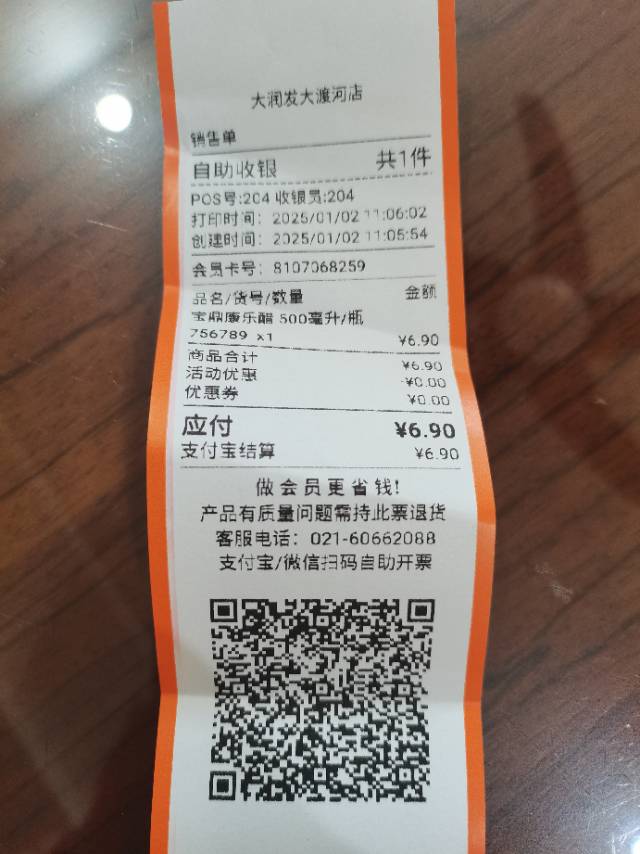 大润发大渡河店
销售单
自助收银 共1件
POS号:204 收银员:204
打印时间：2025/01/02 11:06:02
创建时间：2025/01/02 11:05:54
会员卡号：8107068259
品名/货号/数量 金额
宝鼎康乐醋 500毫升/瓶
756789 x1 ¥6.90
商品合计 ¥6.90
活动优惠 -¥0.00
优惠券 ¥0.00
应付 ¥6.90
支付宝结算 ¥6.90
做会员更省钱!
产品有质量问题需持此票退货
客服电话：021-60662088
支付宝/微信扫码自助开票